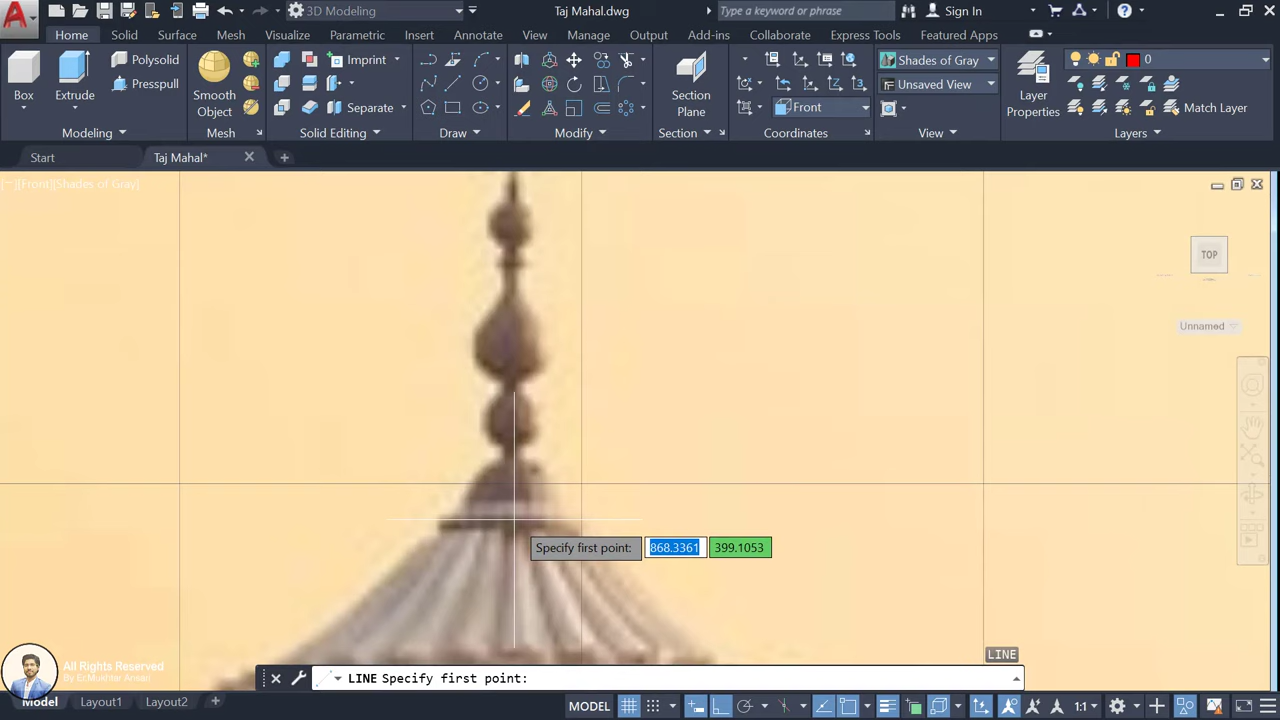 3D Modeling
Taj Mahal.dwg
Type a keyword or phrase
Sign In
Home Solid Surface Mesh Visualize Parametric Insert Annotate View Manage Output Add-ins Collaborate Express Tools Featured Apps
Box
Extrude
Polysolid
Presspull
Smooth
Object
Imprint
Separate
Section
Plane
Front
Shades of Gray
Unsaved View
Layer
Properties
0
Match Layer
Modeling
Mesh
Solid Editing
Draw
Modify
Section
Coordinates
View
Layers
Start
Taj Mahal*
[−][Front][Shades of Gray]
TOP
Unnamed
Specify first point: 868.3361 399.1053
LINE
All Rights Reserved
By Er.Mukhtar Ansari
LINE Specify first point:
Model Layout1 Layout2
MODEL
1:1